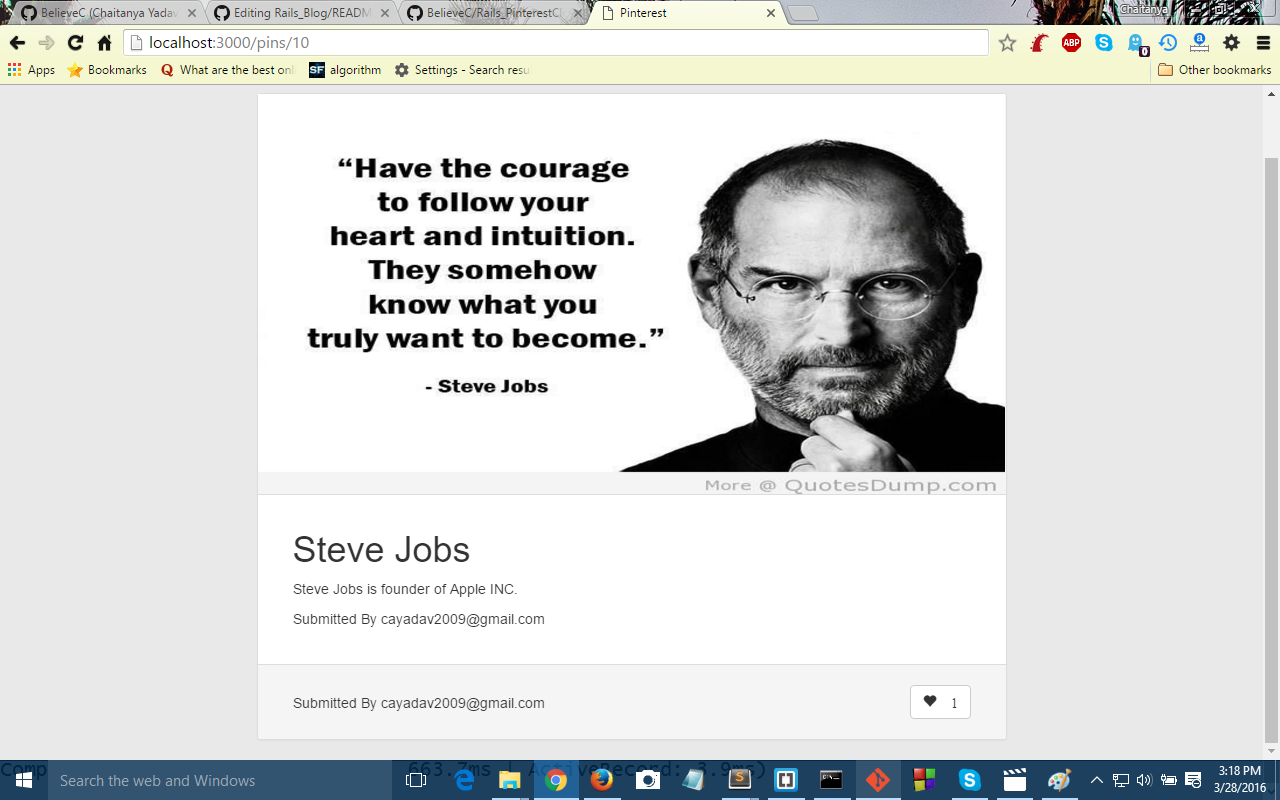 BelieveC (Chaitanya Yadav
Editing Rails_Blog/README
BelieveC/Rails_PinterestCl
Pinterest
Chaitanya
localhost:3000/pins/10
ABP
0
Apps
Bookmarks
Q What are the best onl
SF algorithm
Settings - Search resu
Other bookmarks
“Have the courage
to follow your
heart and intuition.
They somehow
know what you
truly want to become.”
- Steve Jobs
More @ QuotesDump.com
Steve Jobs
Steve Jobs is founder of Apple INC.
Submitted By cayadav2009@gmail.com
Submitted By cayadav2009@gmail.com
1
Comp 663.7ms | ActiveRecord: 3.9ms)
Search the web and Windows
3:18 PM
3/28/2016